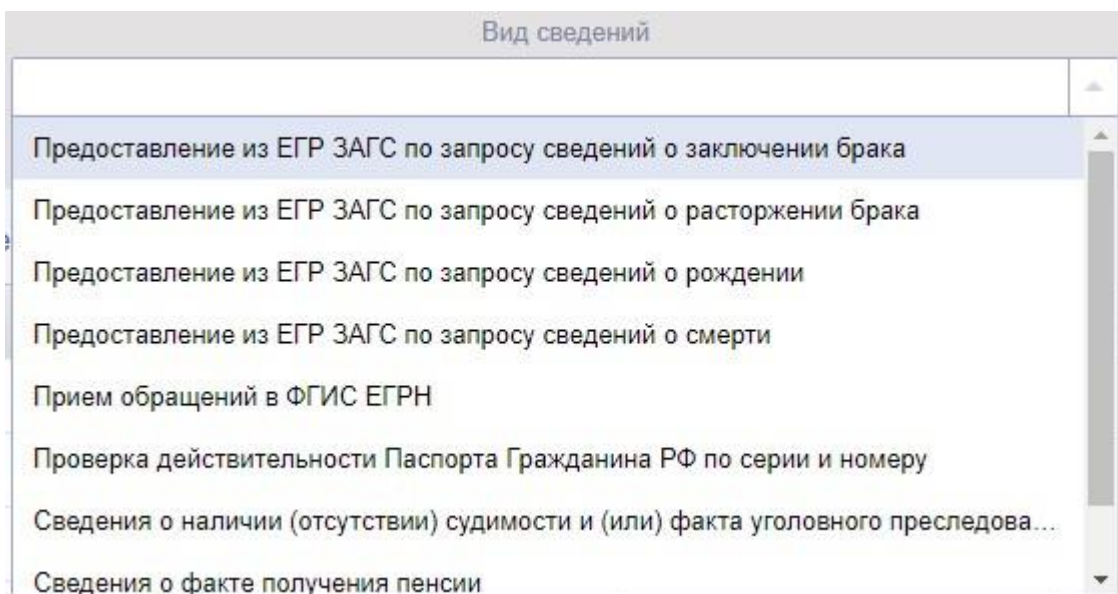 Вид сведений
Предоставление из ЕГР ЗАГС по запросу сведений о заключении брака
Предоставление из ЕГР ЗАГС по запросу сведений о расторжении брака
Предоставление из ЕГР ЗАГС по запросу сведений о рождении
Предоставление из ЕГР ЗАГС по запросу сведений о смерти
Прием обращений в ФГИС ЕГРН
Проверка действительности Паспорта Гражданина РФ по серии и номеру
Сведения о наличии (отсутствии) судимости и (или) факта уголовного преследова...
Сведения о факте получения пенсии